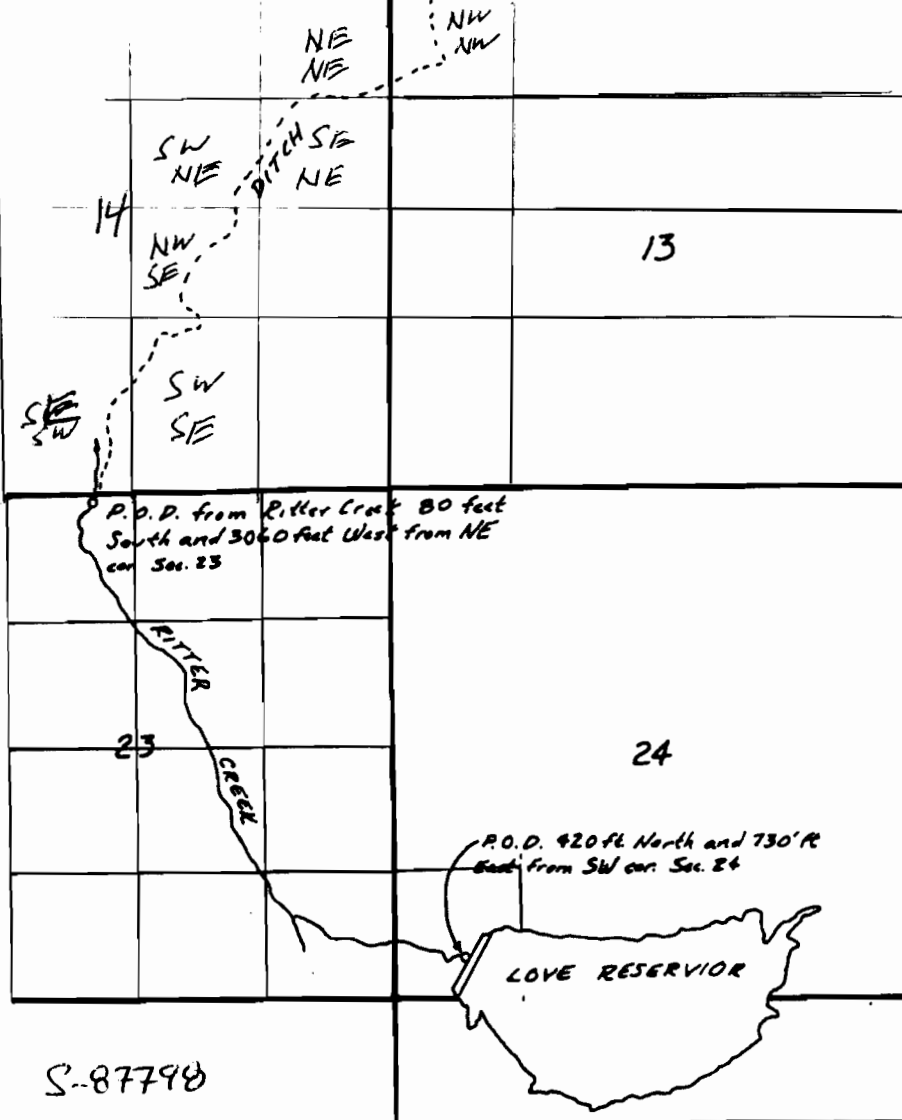 NE
NE
NW
NW
SW
NE
DITCH
SE
NE
14
NW
SE
13
SW
SE
SW
P.O.D. from Ritter Creek 80 feet
South and 3060 feet West from NE
cor. Sec. 23
RITTER
CREEK
23
24
P.O.D. 420 ft. North and 730' ft
East from SW cor. Sec. 24
LOVE RESERVIOR
S-87798